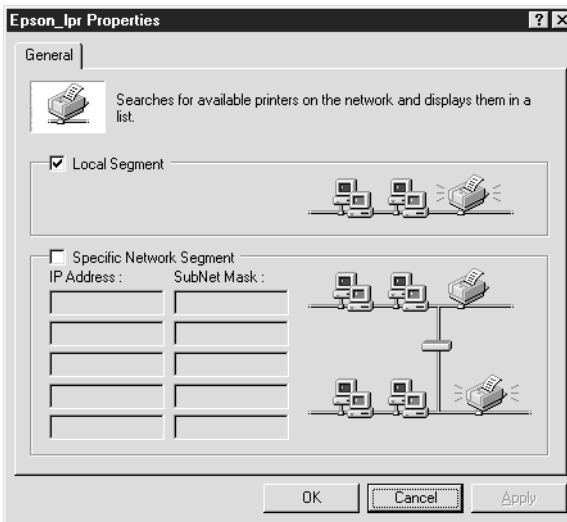 Epson_lpr Properties
General
Searches for available printers on the network and displays them in a
list.
Local Segment
Specific Network Segment
IP Address :
SubNet Mask :
OK
Cancel
Apply